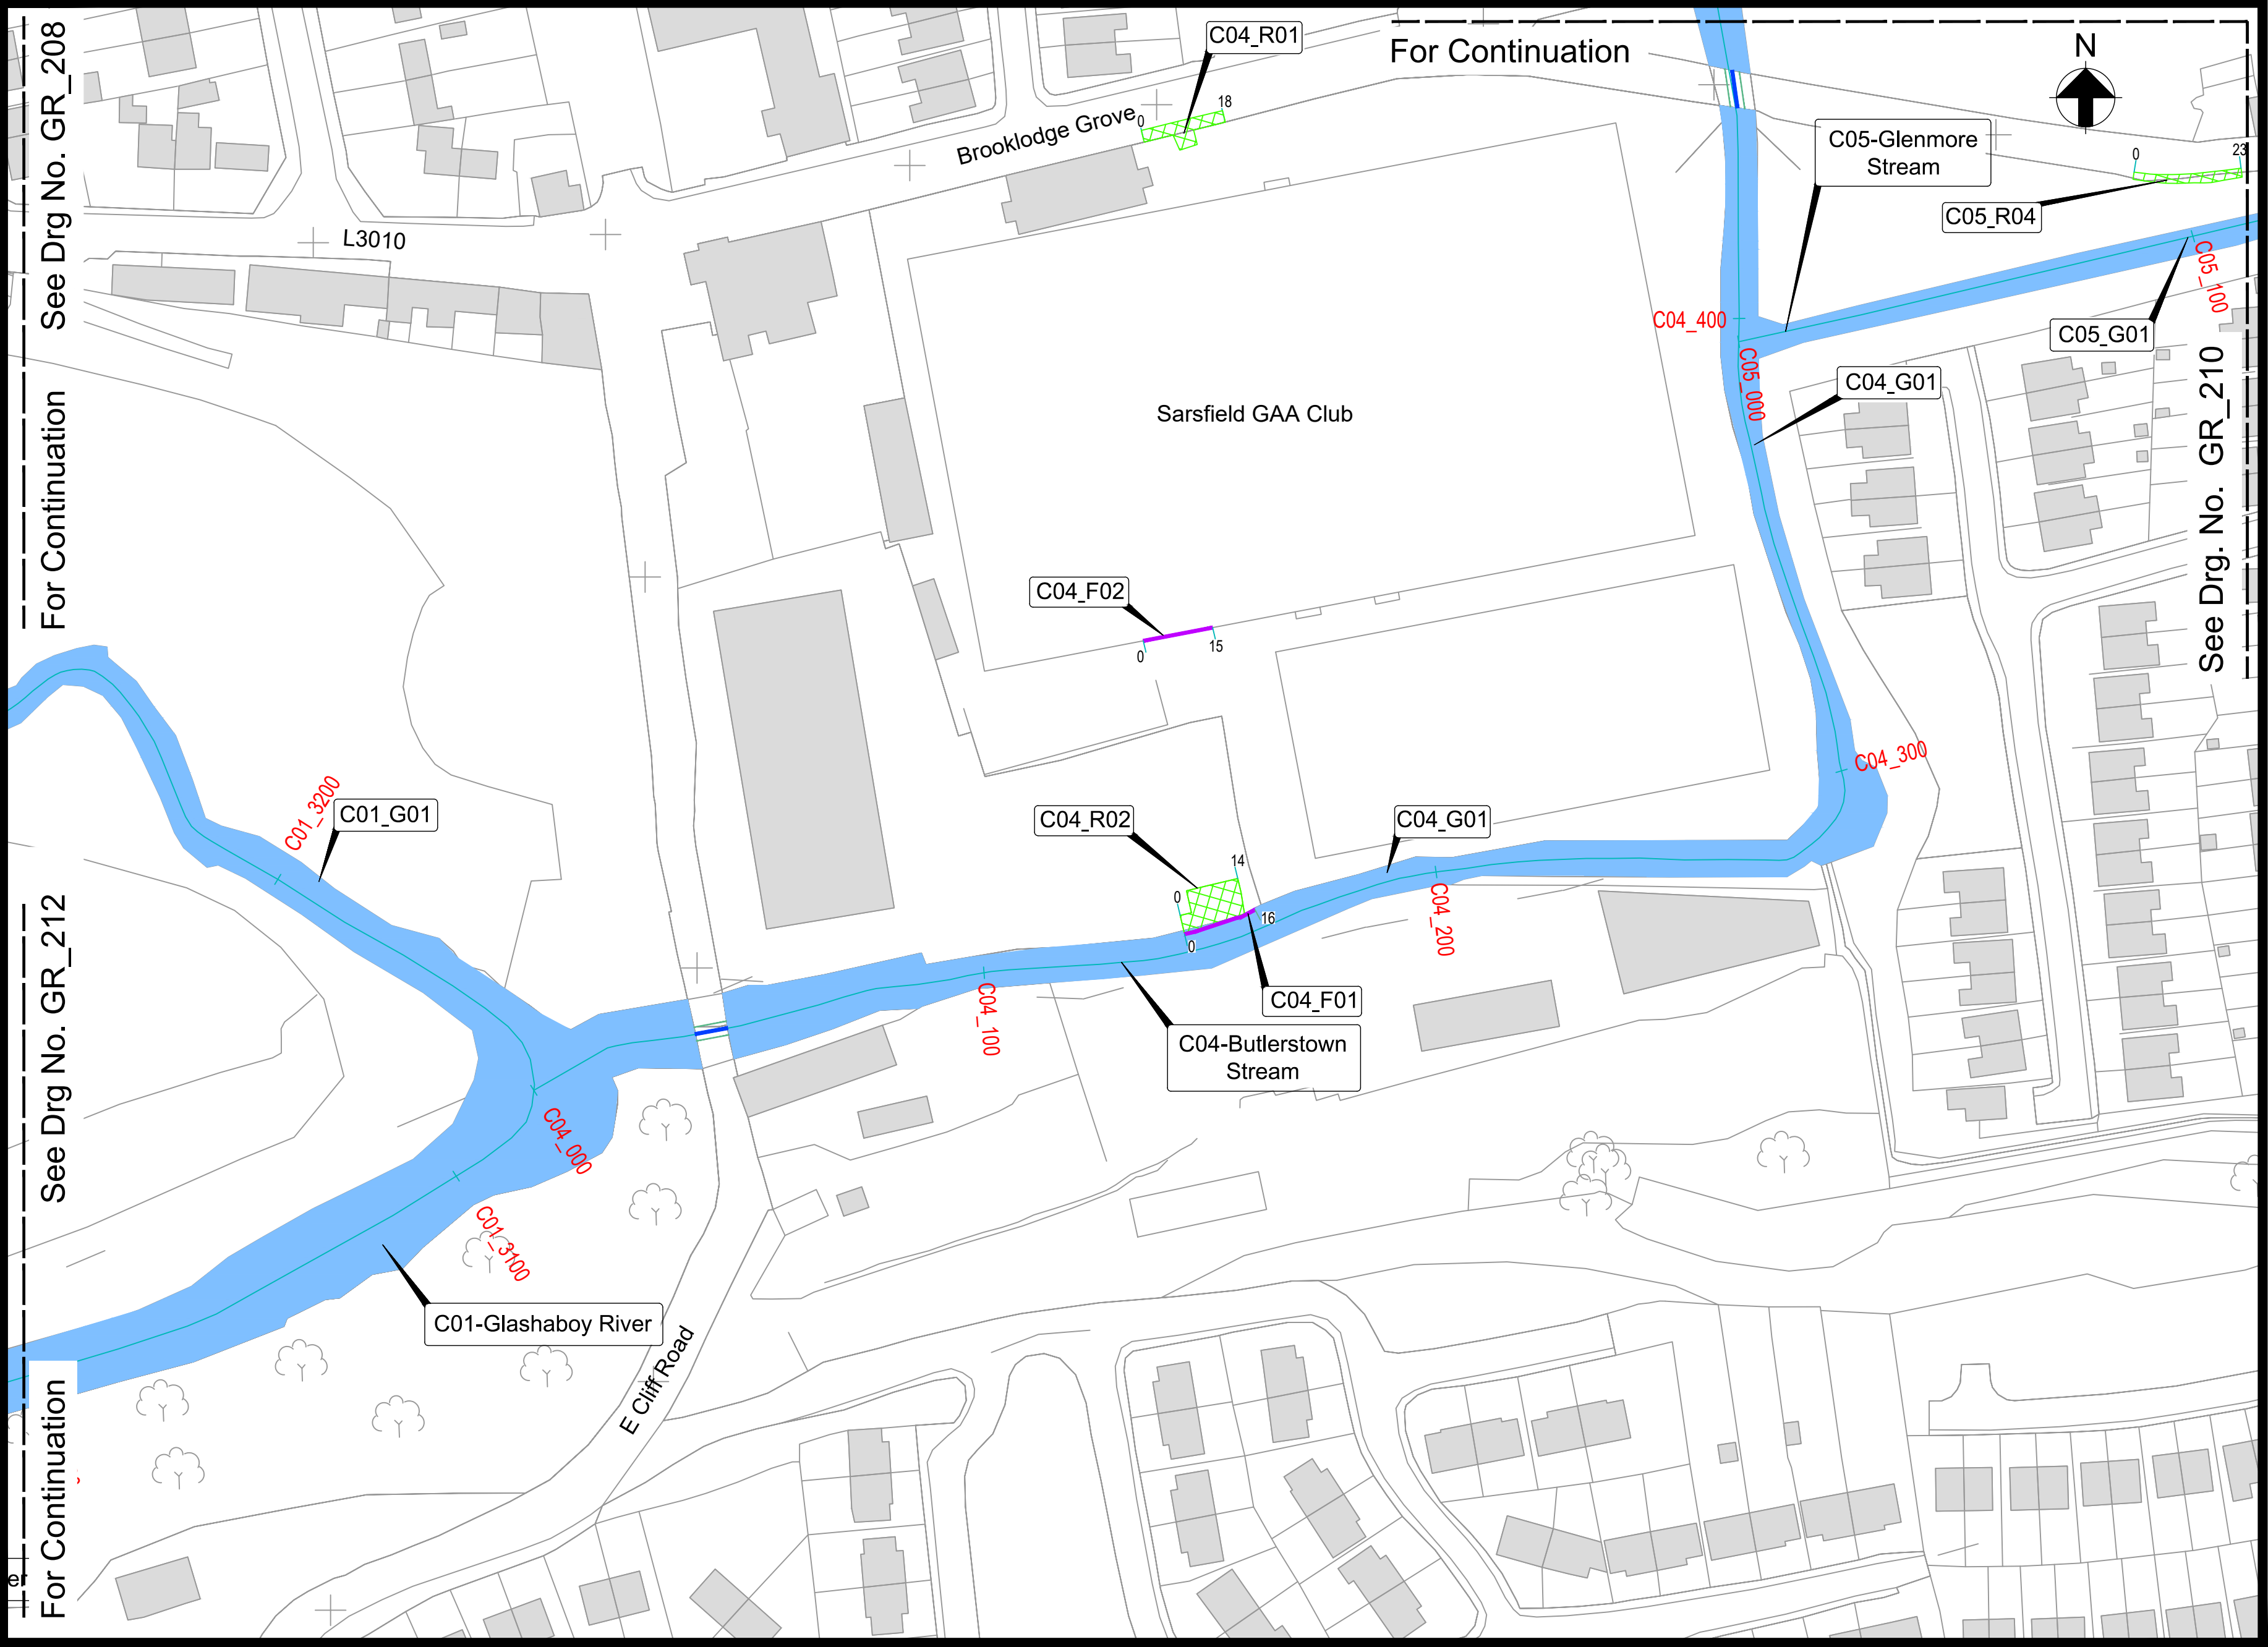 See Drg No. GR_208
For Continuation
C04_R01
For Continuation
N
0
18
Brooklodge Grove
C05-Glenmore
Stream
0
23
C05_R04
L3010
C05_100
C04_400
C05_G01
C05_000
C04_G01
See Drg. No. GR_210
Sarsfield GAA Club
C04_F02
0
15
C04_300
C01_3200
C01_G01
C04_R02
C04_G01
14
0
16
0
C04_200
See Drg No. GR_212
For Continuation
C04_F01
C04_100
C04-Butlerstown
Stream
C04_000
C01_3100
C01-Glashaboy River
E Cliff Road
er